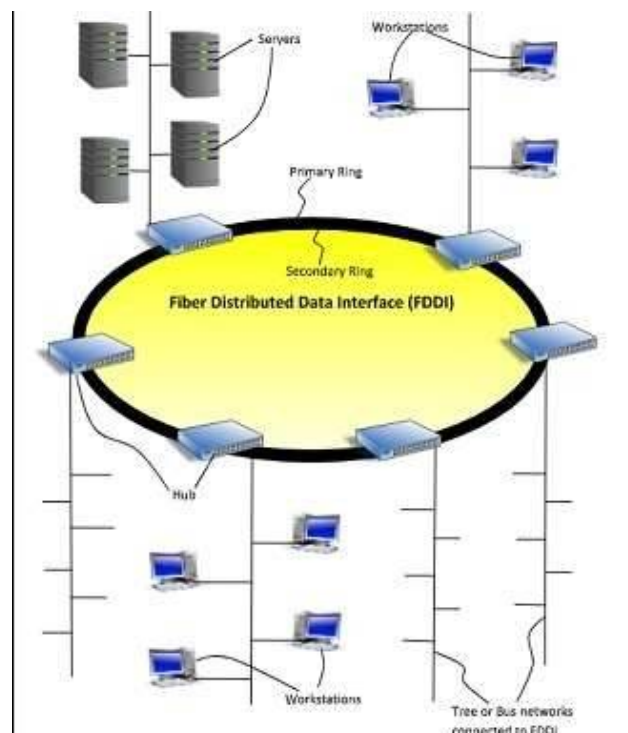 Servers
Workstations
Primary Ring
Secondary Ring
Fiber Distributed Data Interface (FDDI)
Hub
Workstations
Tree or Bus networks
connected to FDDI